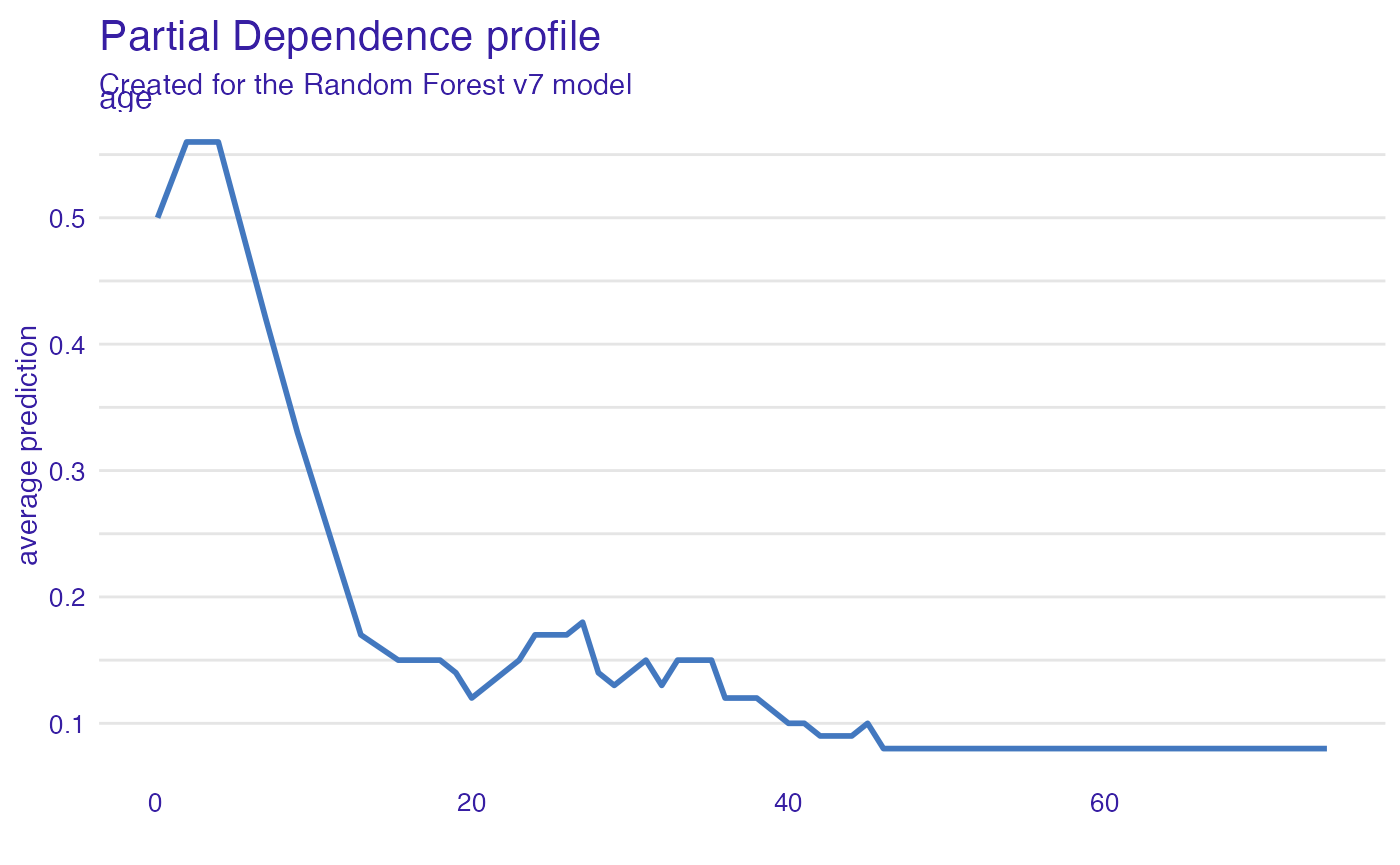 Partial Dependence profile
Created for the Random Forest v7 model
age
average prediction
0.5
0.4
0.3
0.2
0.1
0 20 40 60